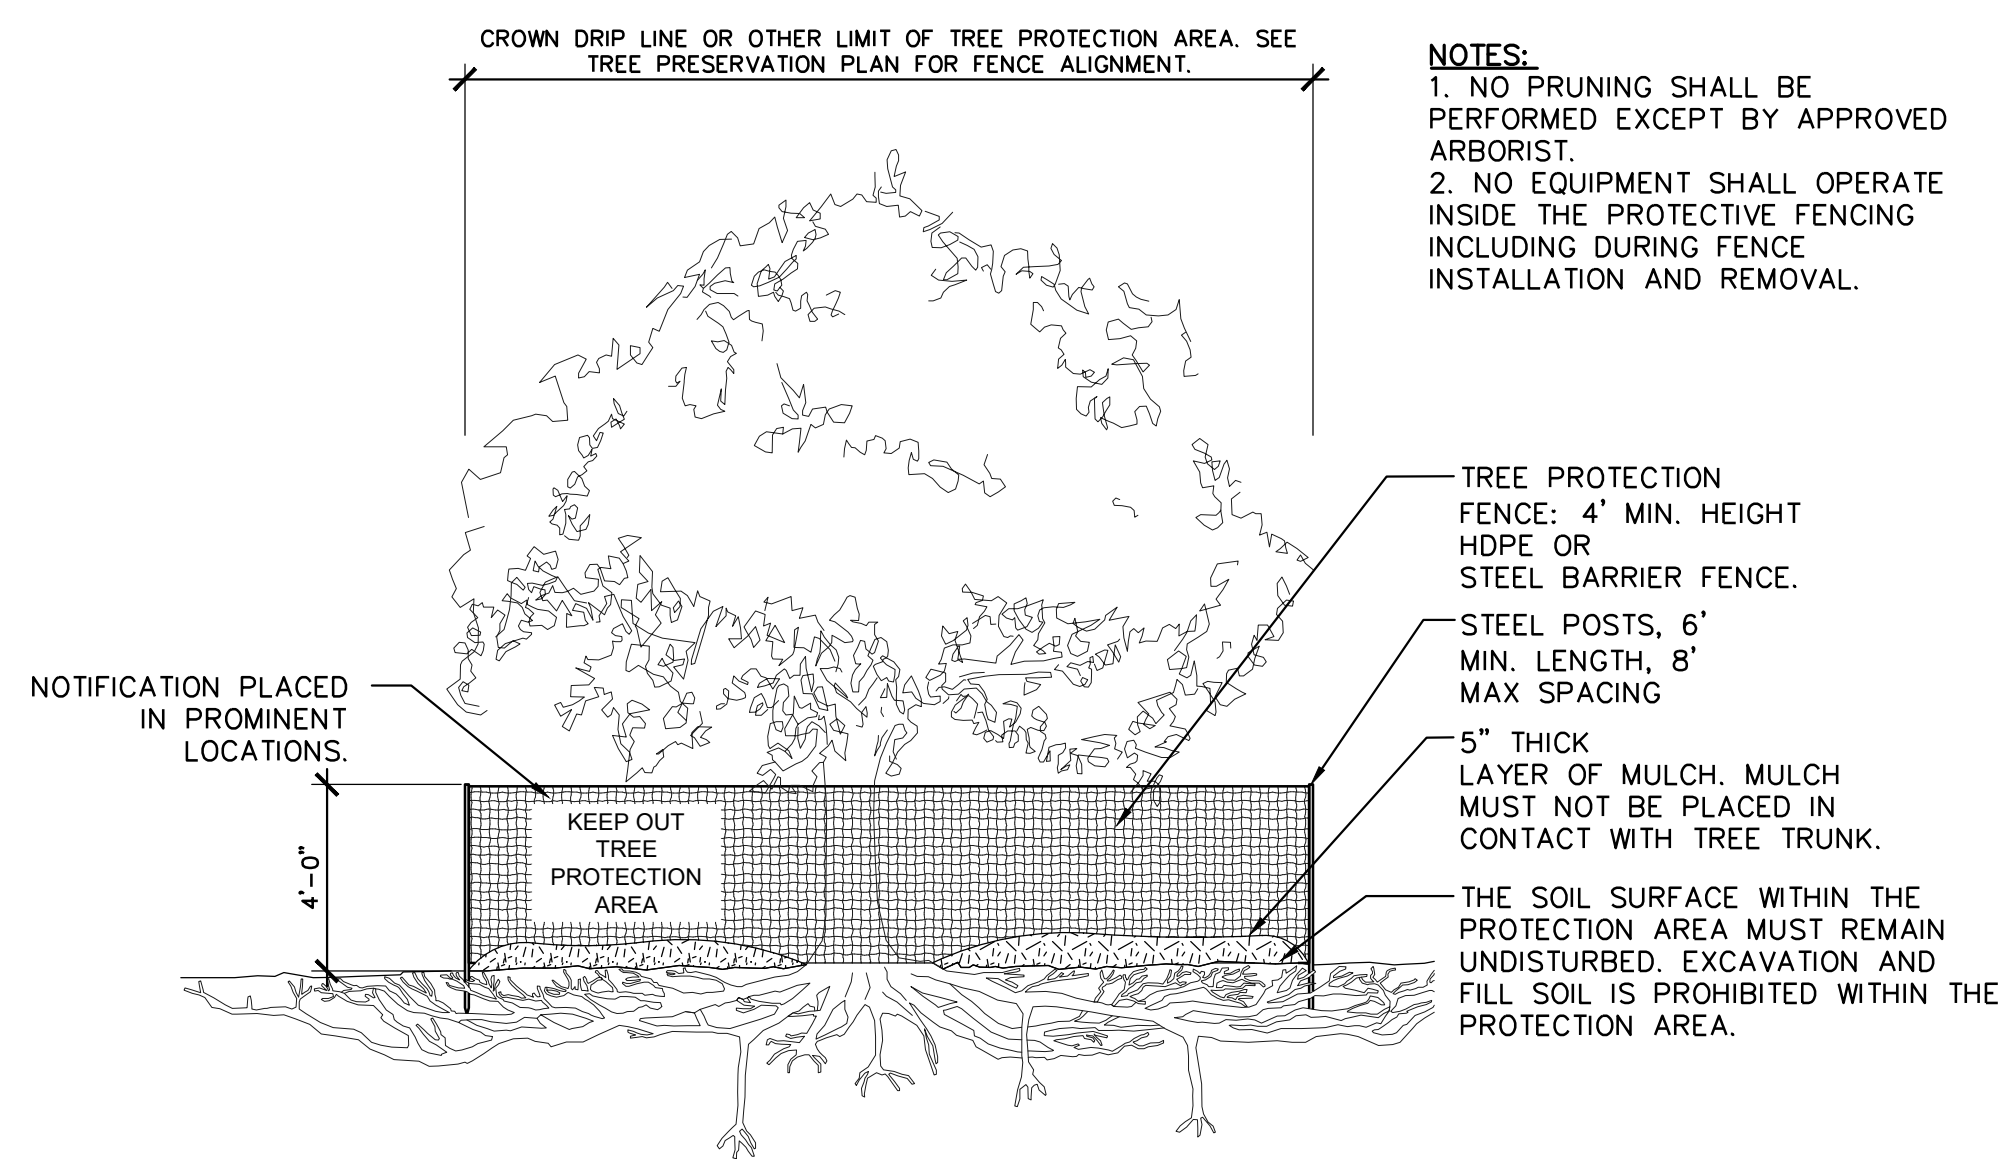 CROWN DRIP LINE OR OTHER LIMIT OF TREE PROTECTION AREA. SEE
TREE PRESERVATION PLAN FOR FENCE ALIGNMENT.
NOTES:
1. NO PRUNING SHALL BE
PERFORMED EXCEPT BY APPROVED
ARBORIST.
2. NO EQUIPMENT SHALL OPERATE
INSIDE THE PROTECTIVE FENCING
INCLUDING DURING FENCE
INSTALLATION AND REMOVAL.
TREE PROTECTION
FENCE: 4' MIN. HEIGHT
HDPE OR
STEEL BARRIER FENCE.
STEEL POSTS, 6'
MIN. LENGTH, 8'
MAX SPACING
5" THICK
LAYER OF MULCH. MULCH
MUST NOT BE PLACED IN
CONTACT WITH TREE TRUNK.
THE SOIL SURFACE WITHIN THE
PROTECTION AREA MUST REMAIN
UNDISTURBED. EXCAVATION AND
FILL SOIL IS PROHIBITED WITHIN THE
PROTECTION AREA.
NOTIFICATION PLACED
IN PROMINENT
LOCATIONS.
4'-0"
KEEP OUT
TREE
PROTECTION
AREA